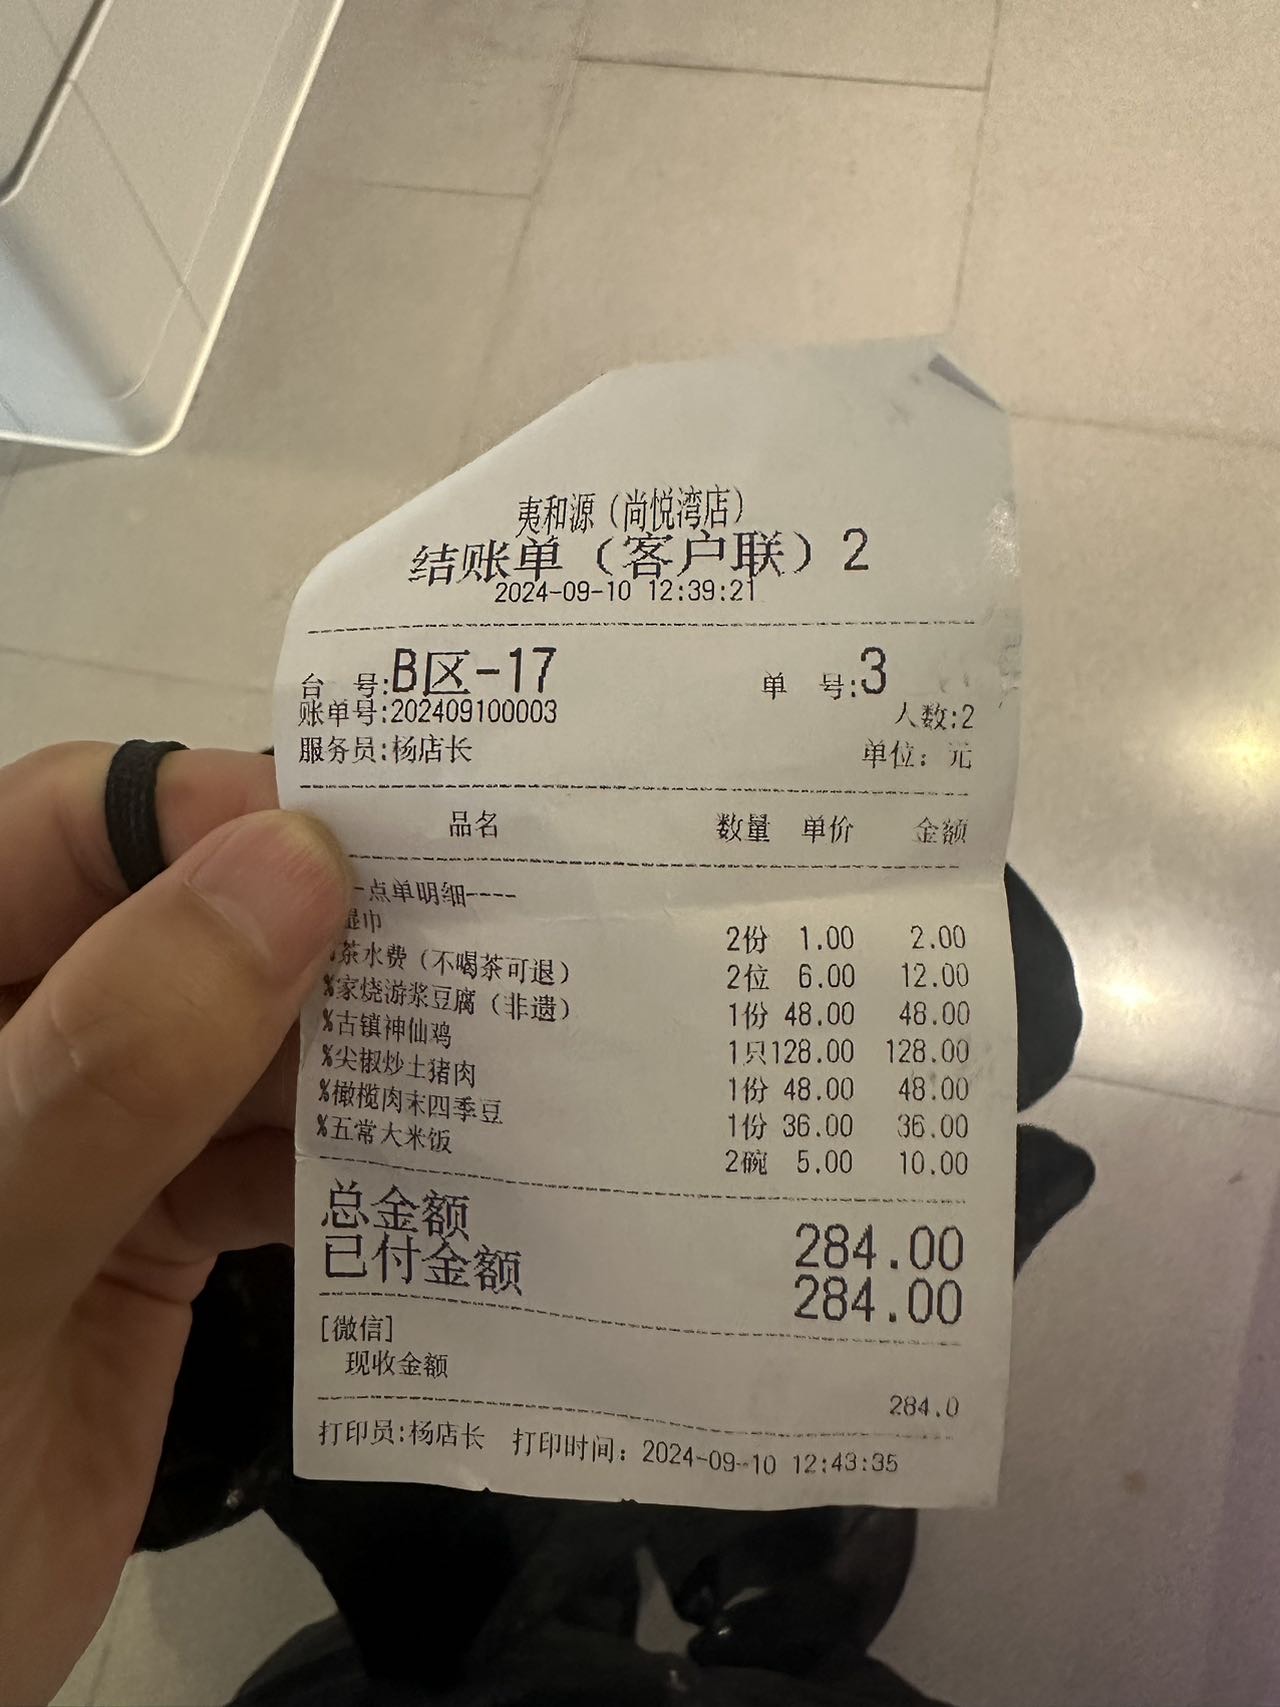 夷和源（尚悦湾店）
结账单（客户联）2
2024-09-10 12:39:21
台 号:B区-17 单 号:3
账单号:202409100003 人数:2
服务员:杨店长 单位：元
品名 数量 单价 金额
-点单明细----
湿巾 2份 1.00 2.00
%茶水费（不喝茶可退） 2位 6.00 12.00
%家烧游浆豆腐（非遗） 1份 48.00 48.00
%古镇神仙鸡 1只 128.00 128.00
%尖椒炒土猪肉 1份 48.00 48.00
%橄榄肉末四季豆 1份 36.00 36.00
%五常大米饭 2碗 5.00 10.00
总金额 284.00
已付金额 284.00
[微信]
现收金额 284.0
打印员:杨店长 打印时间：2024-09-10 12:43:35